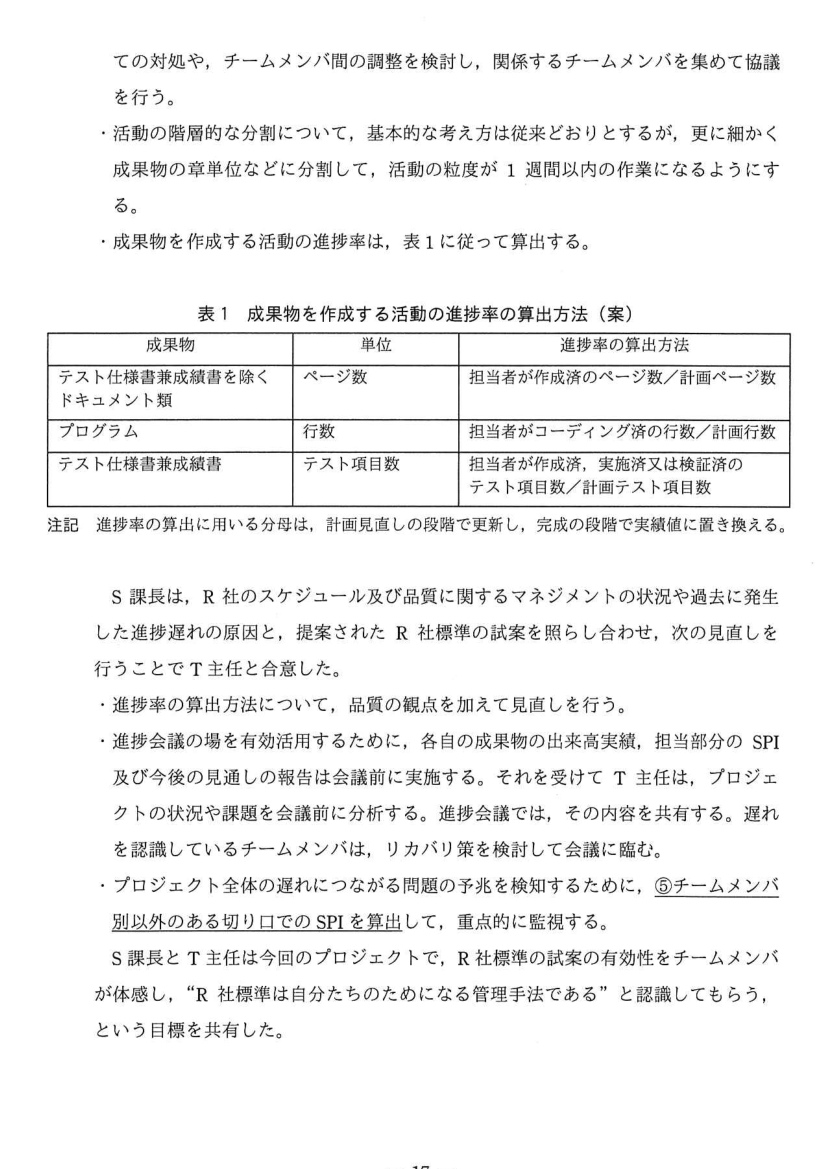 ての対処や，チームメンバ間の調整を検討し，関係するチームメンバを集めて協議
を行う。
・活動の階層的な分割について，基本的な考え方は従来どおりとするが，更に細かく
成果物の章単位などに分割して，活動の粒度が 1 週間以内の作業になるようにす
る。
・成果物を作成する活動の進捗率は，表1に従って算出する。
表1　成果物を作成する活動の進捗率の算出方法（案）
成果物　単位　進捗率の算出方法
テスト仕様書兼成績書を除く　ページ数　担当者が作成済のページ数／計画ページ数
ドキュメント類
プログラム　行数　担当者がコーディング済の行数／計画行数
テスト仕様書兼成績書　テスト項目数　担当者が作成済，実施済又は検証済の
テスト項目数／計画テスト項目数
注記　進捗率の算出に用いる分母は，計画見直しの段階で更新し，完成の段階で実績値に置き換える。
S 課長は，R 社のスケジュール及び品質に関するマネジメントの状況や過去に発生
した進捗遅れの原因と，提案された R 社標準の試案を照らし合わせ，次の見直しを
行うことで T 主任と合意した。
・進捗率の算出方法について，品質の観点を加えて見直しを行う。
・進捗会議の場を有効活用するために，各自の成果物の出来高実績，担当部分の SPI
及び今後の見通しの報告は会議前に実施する。それを受けて T 主任は，プロジェ
クトの状況や課題を会議前に分析する。進捗会議では，その内容を共有する。遅れ
を認識しているチームメンバは，リカバリ策を検討して会議に臨む。
・プロジェクト全体の遅れにつながる問題の予兆を検知するために，⑤チームメンバ
別以外のある切り口での SPI を算出して，重点的に監視する。
S 課長と T 主任は今回のプロジェクトで，R 社標準の試案の有効性をチームメンバ
が体感し，“R 社標準は自分たちのためになる管理手法である”と認識してもらう，
という目標を共有した。